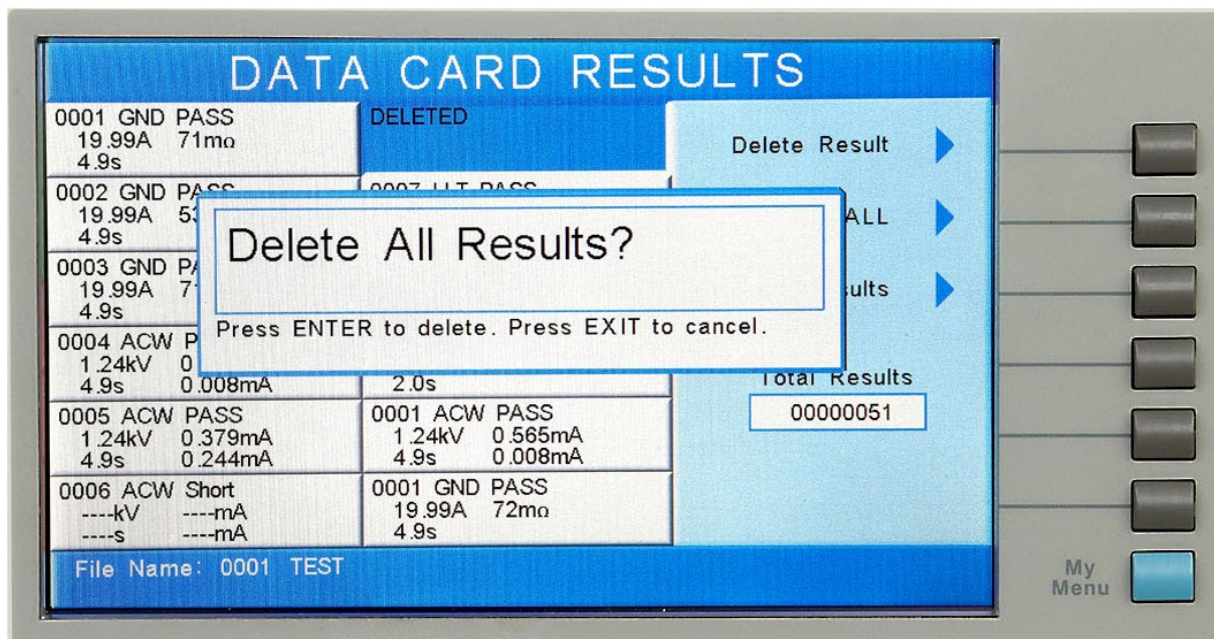 DATA CARD RESULTS
0001 GND PASS
19.99A 71mΩ
4.9s
0002 GND PASS
19.99A
4.9s
0003 GND
19.99A
4.9s
0004 ACW
1.24kV
4.9s 0.008mA
0005 ACW PASS
1.24kV 0.379mA
4.9s 0.244mA
0006 ACW Short
----kV ----mA
----s ----mA
DELETED
0007 LLT PASS
2.0s
0001 ACW PASS
1.24kV 0.565mA
4.9s 0.008mA
0001 GND PASS
19.99A 72mΩ
4.9s
Delete All Results?
Press ENTER to delete. Press EXIT to cancel.
Delete Result
ALL
Total Results
00000051
File Name: 0001 TEST
My
Menu